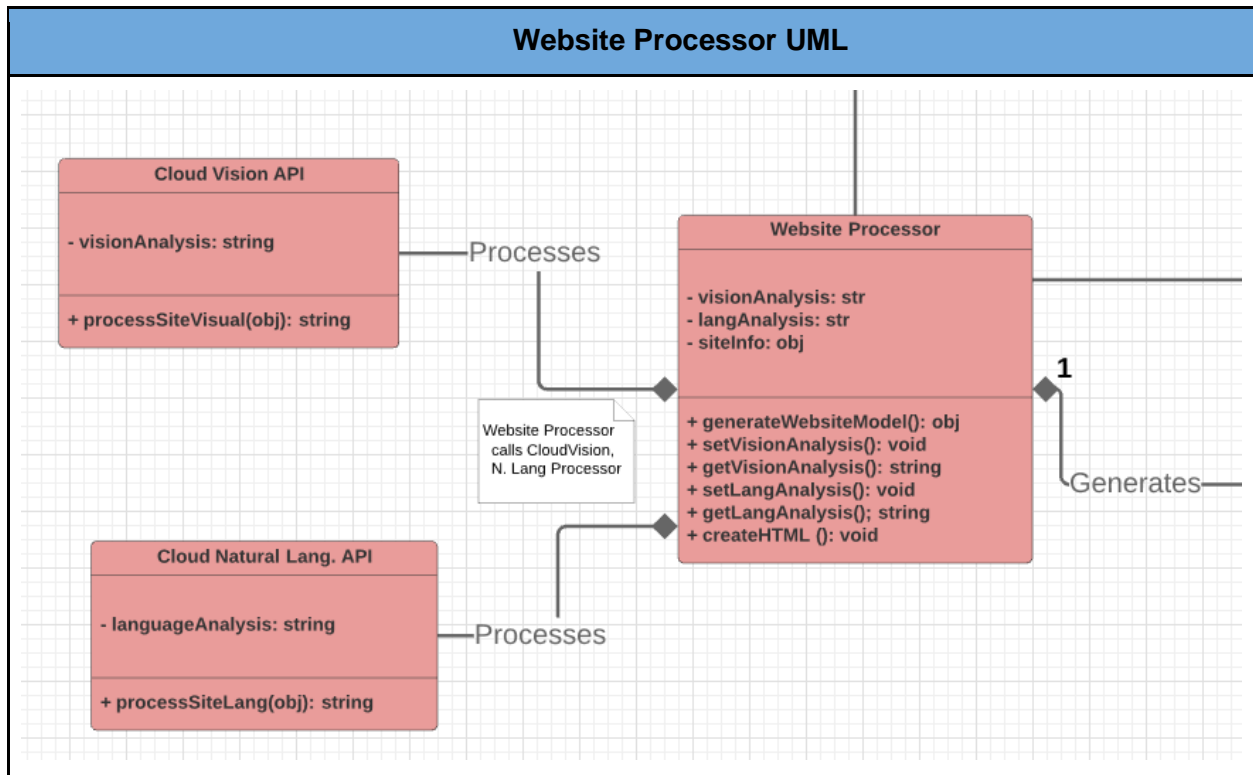 Website Processor UML
Cloud Vision API
- visionAnalysis: string
+ processSiteVisual(obj): string
Processes
Website Processor
- visionAnalysis: str
- langAnalysis: str
- siteInfo: obj
+ generateWebsiteModel(): obj
+ setVisionAnalysis(): void
+ getVisionAnalysis(): string
+ setLangAnalysis(): void
+ getLangAnalysis(); string
+ createHTML (): void
1
Generates
Website Processor
calls CloudVision,
N. Lang Processor
Cloud Natural Lang. API
- languageAnalysis: string
+ processSiteLang(obj): string
Processes